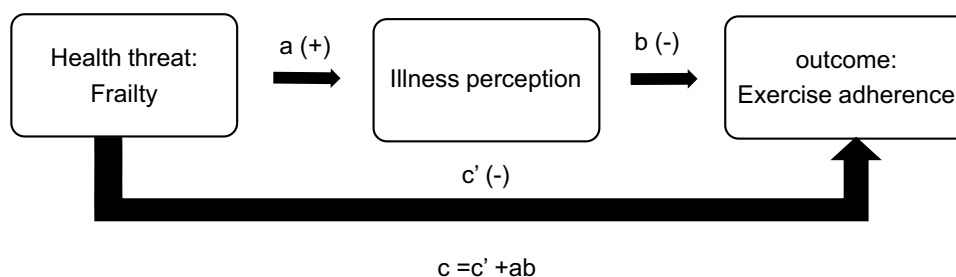 Health threat:
Frailty
a (+)
Illness perception
b (-)
outcome:
Exercise adherence
c’ (-)
c =c’ +ab